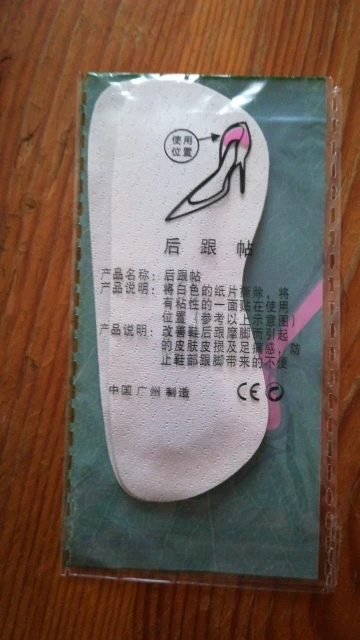 使用
位置
后跟帖
产品名称：后跟帖
产品说明：将白色的纸片撕除，将
有粘性的一面贴在使用
位置（参考以上示意图）
产品说明：改善鞋后跟摩脚而引起
的皮肤皮损及足痛感，防
止鞋部跟脚带来的不便
中国 广州 制造
CE